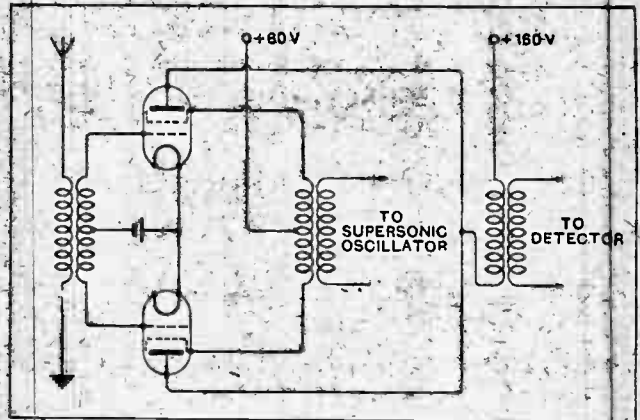 +60·V
+160·V
TO
SUPERSONIC
OSCILLATOR
TO
DETECTOR